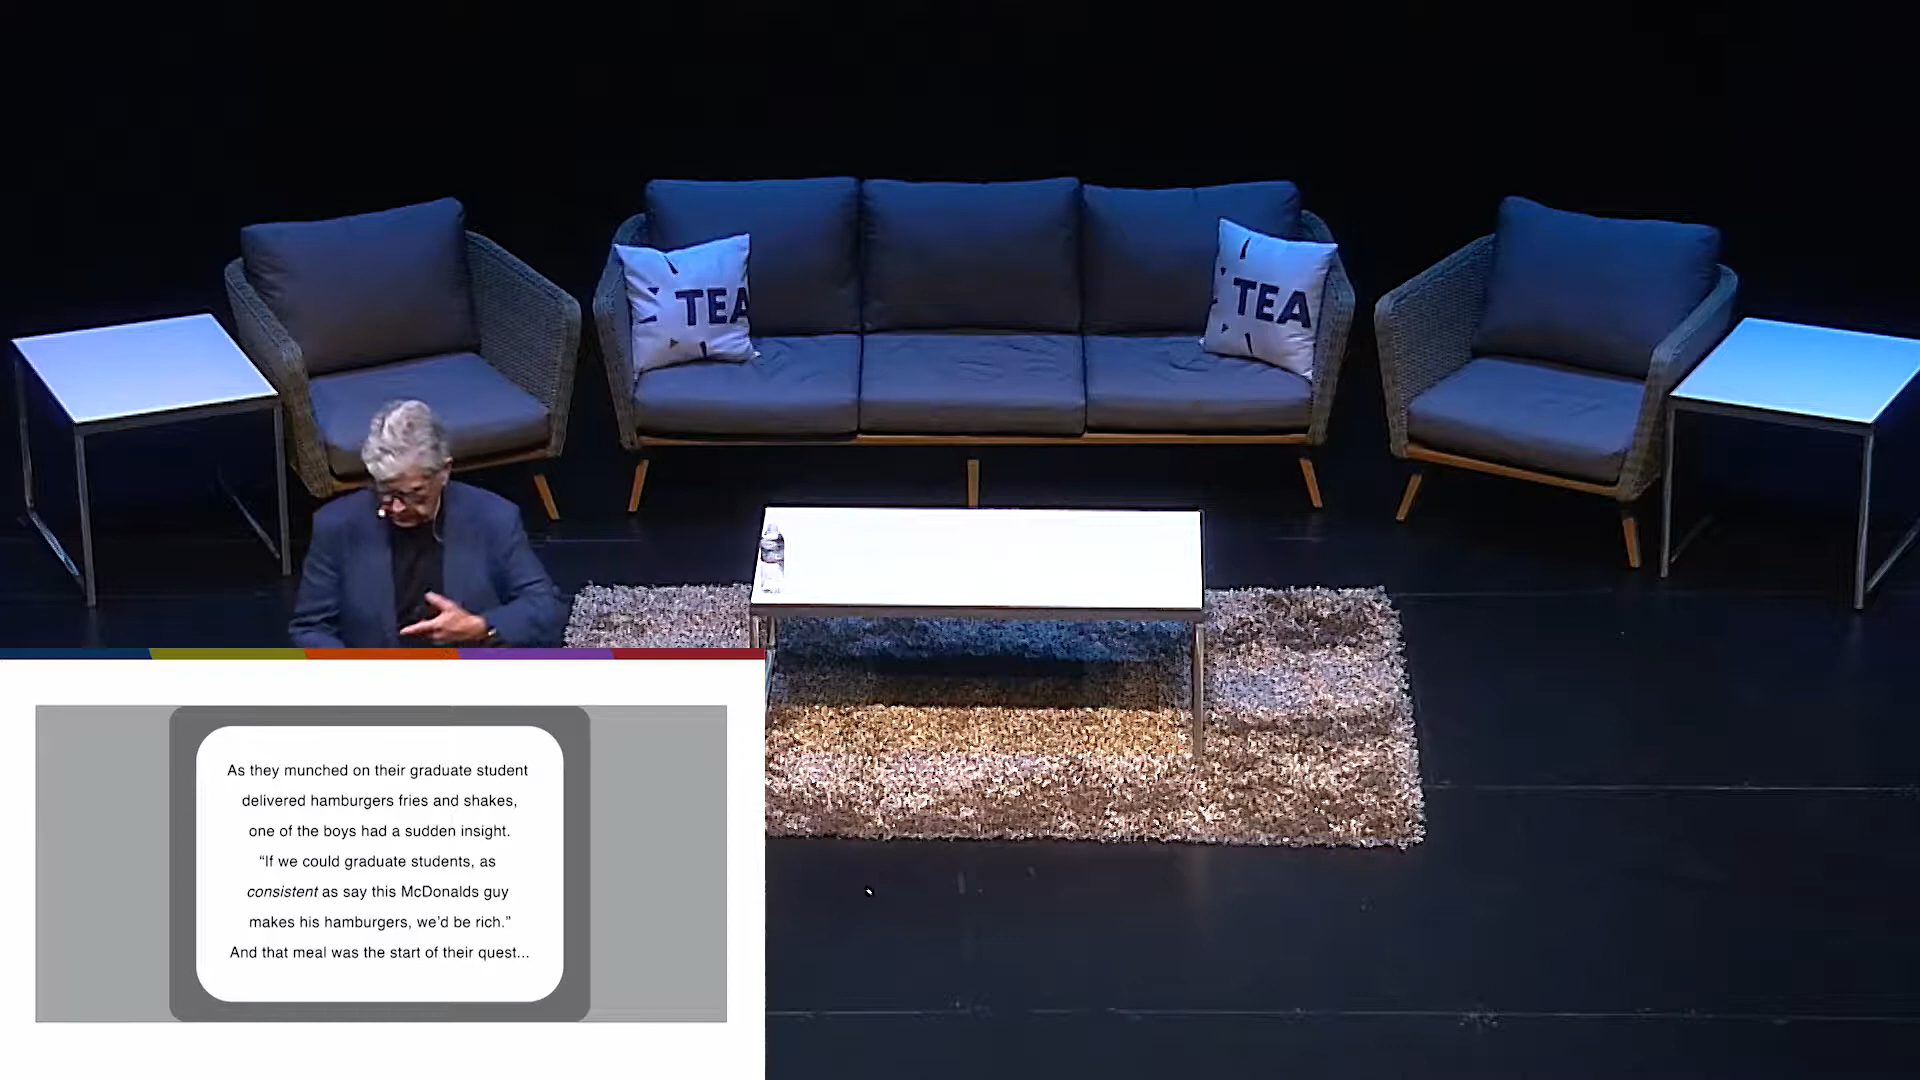 TEA
TEA
As they munched on their graduate student
delivered hamburgers fries and shakes,
one of the boys had a sudden insight.
“If we could graduate students, as
consistent as say this McDonalds guy
makes his hamburgers, we’d be rich.”
And that meal was the start of their quest...